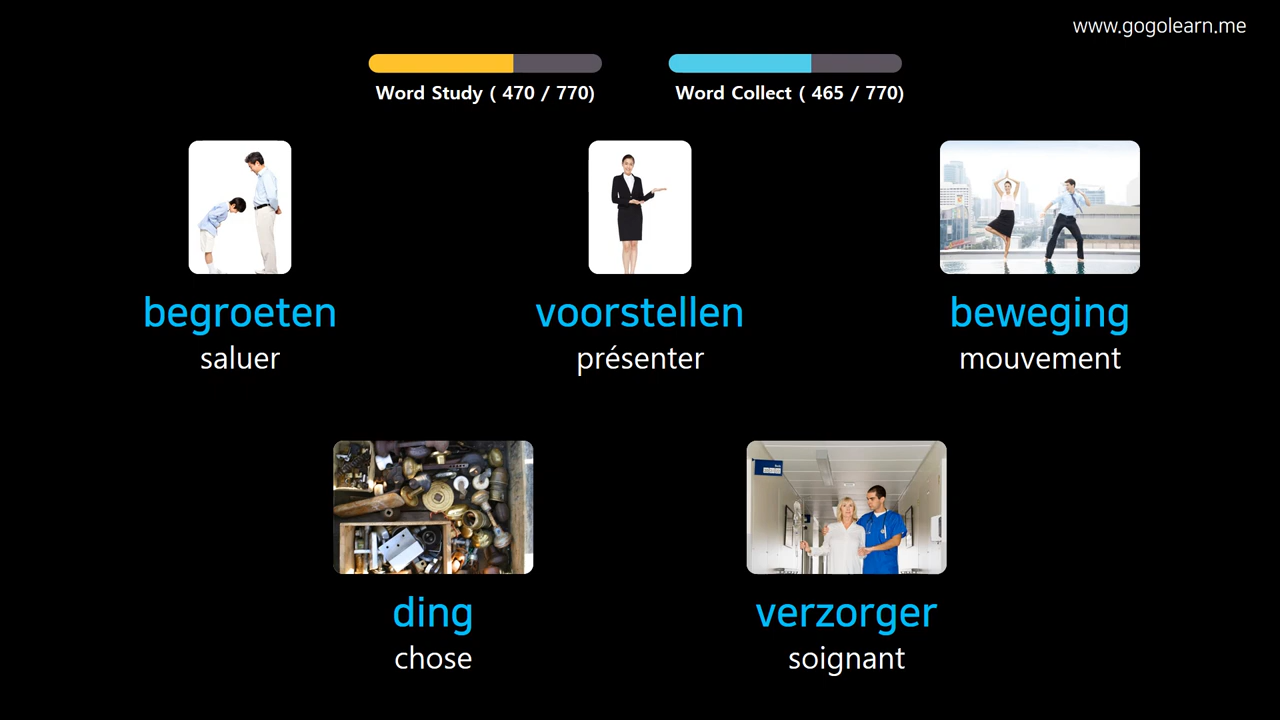 www.gogolearn.me
Word Study ( 470 / 770)
Word Collect ( 465 / 770)
begroeten
saluer
voorstellen
présenter
beweging
mouvement
ding
chose
verzorger
soignant